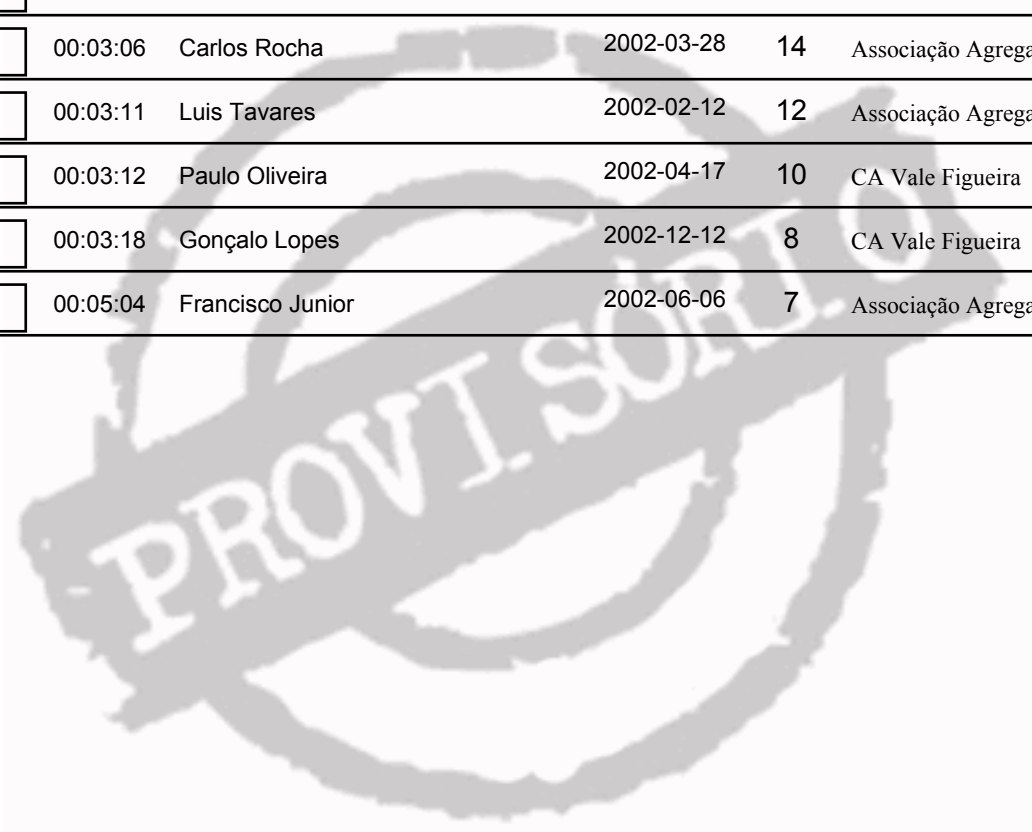 00:03:06 Carlos Rocha 2002-03-28 14 Associação Agrega
00:03:11 Luis Tavares 2002-02-12 12 Associação Agrega
00:03:12 Paulo Oliveira 2002-04-17 10 CA Vale Figueira
00:03:18 Gonçalo Lopes 2002-12-12 8 CA Vale Figueira
00:05:04 Francisco Junior 2002-06-06 7 Associação Agrega
PROVISÓRIO